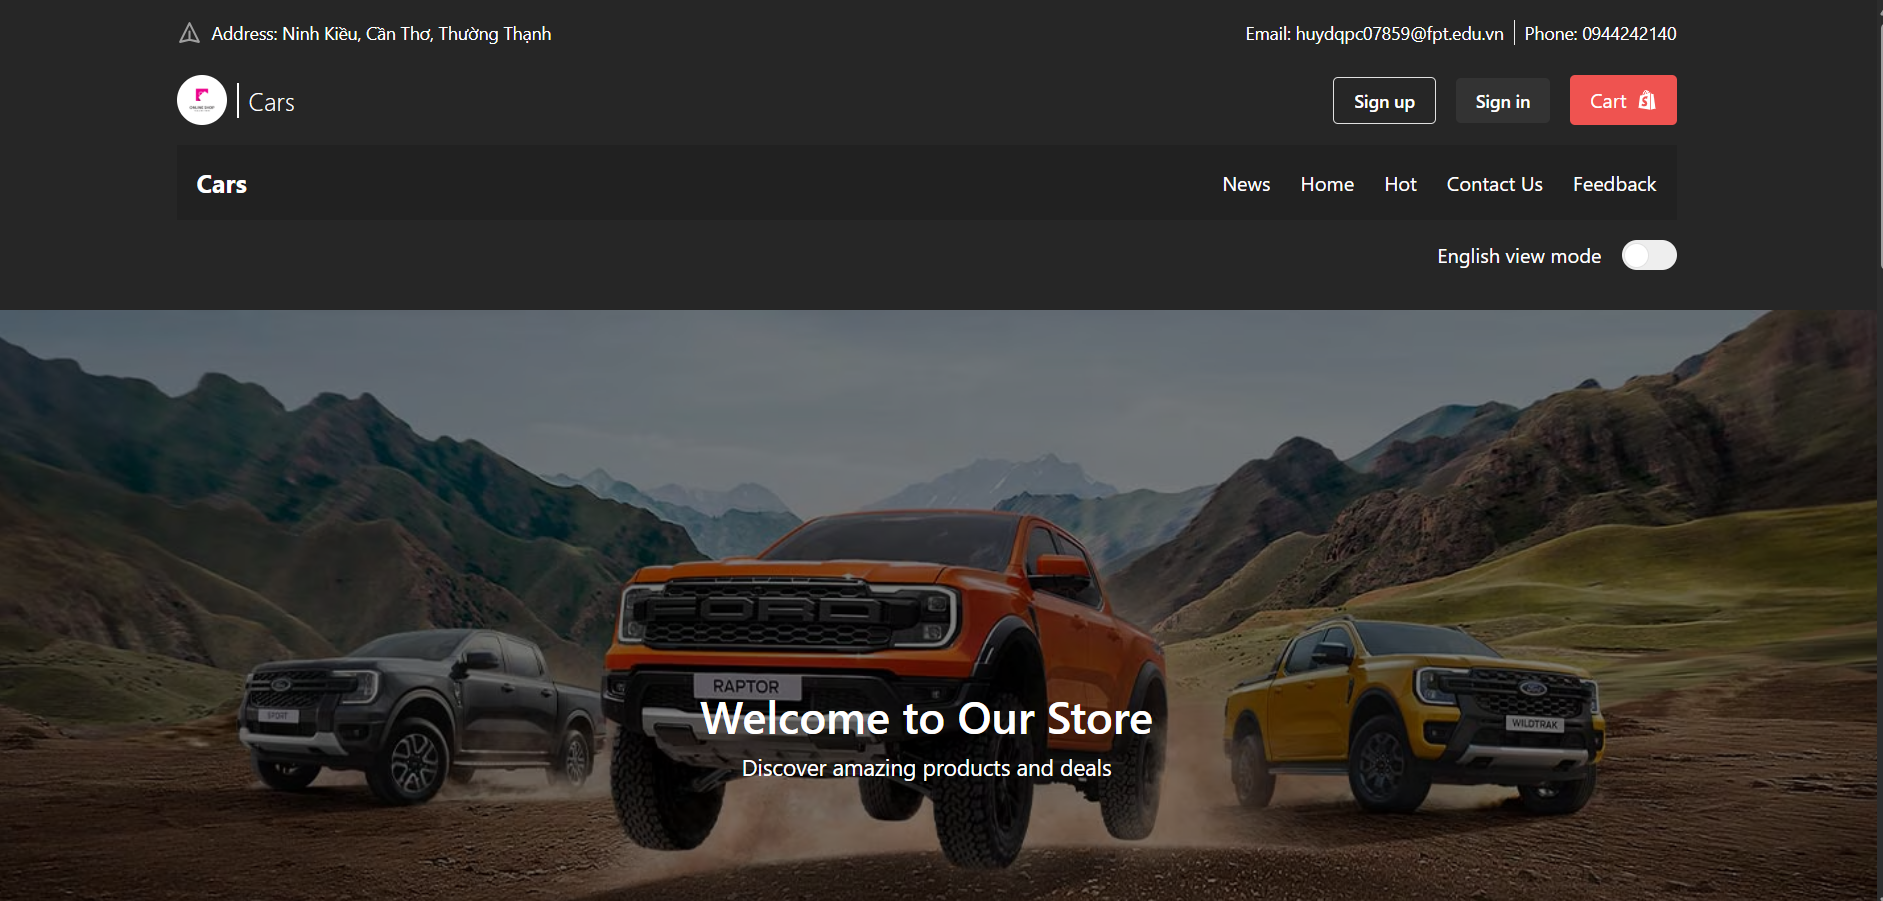 Address: Ninh Kiều, Cần Thơ, Thường Thạnh
Email: huydqpc07859@fpt.edu.vn
Phone: 0944242140
ONLINE SHOP
Cars
Sign up
Sign in
Cart
Cars
News
Home
Hot
Contact Us
Feedback
English view mode
FORD
RAPTOR
SPORT
WILDTRAK
Welcome to Our Store
Discover amazing products and deals